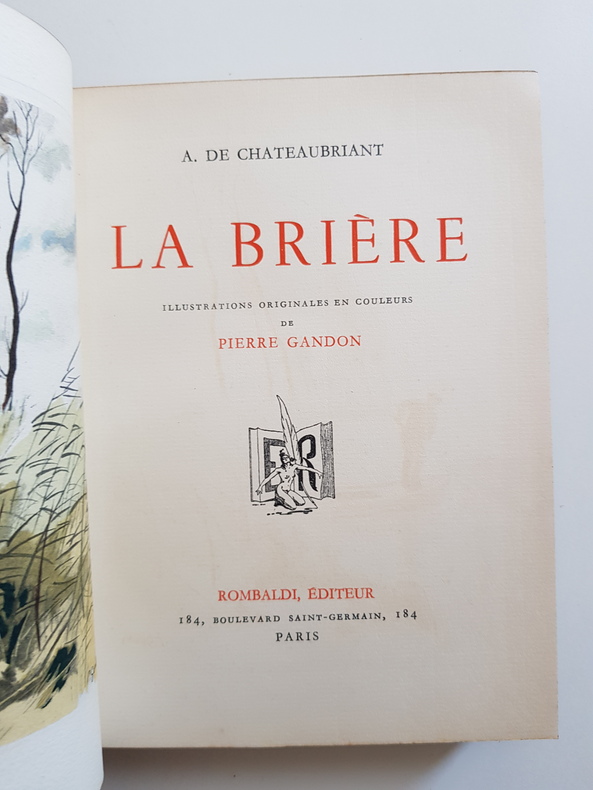 A. DE CHATEAUBRIANT
LA BRIÈRE
ILLUSTRATIONS ORIGINALES EN COULEURS
DE
PIERRE GANDON
ER
ROMBALDI, ÉDITEUR
184, BOULEVARD SAINT-GERMAIN, 184
PARIS